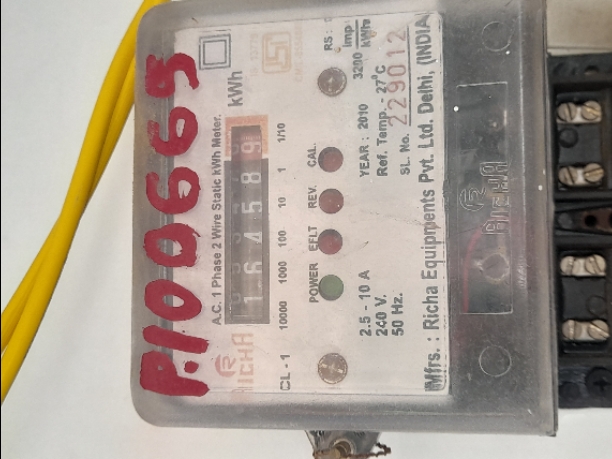 P.100665
A.C. 1 Phase 2 Wire Static kWh Meter.
RICHA
1 6 4 5 8 9
kWh
CL - 1
10000 1000 100 10 1 1/10
POWER EFLT REV. CAL.
RS :
3200 imp/kWh
2.5 - 10 A
240 V.
50 Hz.
YEAR : 2010
Ref. Temp. 27°C
SL. No. 229012
Mfrs. : Richa Equipments Pvt. Ltd. Delhi, (INDIA
RICHA